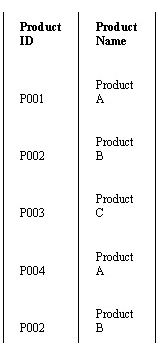 Product ID | Product Name
P001 | Product A
P002 | Product B
P003 | Product C
P004 | Product A
P002 | Product B